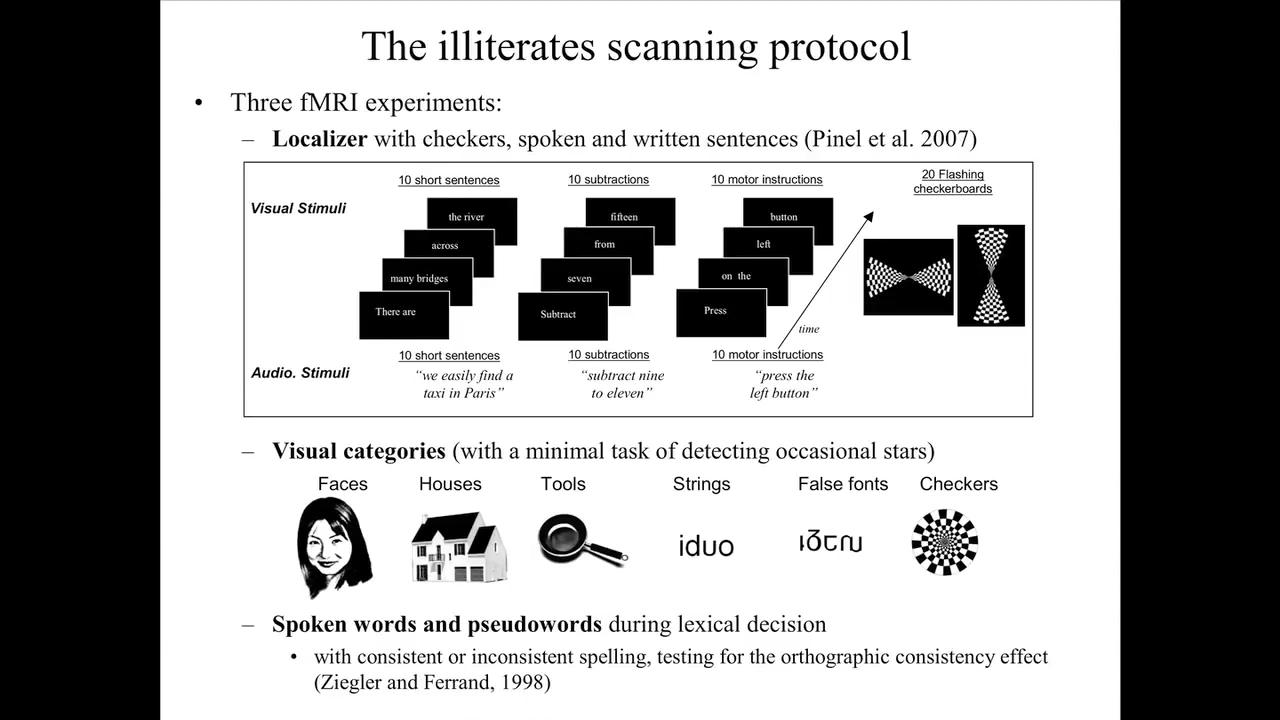 The illiterates scanning protocol
• Three fMRI experiments:
– Localizer with checkers, spoken and written sentences (Pinel et al. 2007)
10 short sentences 10 subtractions 10 motor instructions 20 Flashing
checkerboards
Visual Stimuli
the river fifteen button
across from left
many bridges seven on the
There are Subtract Press
time
10 short sentences 10 subtractions 10 motor instructions
Audio. Stimuli
“we easily find a “subtract nine “press the
taxi in Paris” to eleven” left button”
– Visual categories (with a minimal task of detecting occasional stars)
Faces Houses Tools Strings False fonts Checkers
iduo
– Spoken words and pseudowords during lexical decision
• with consistent or inconsistent spelling, testing for the orthographic consistency effect
(Ziegler and Ferrand, 1998)